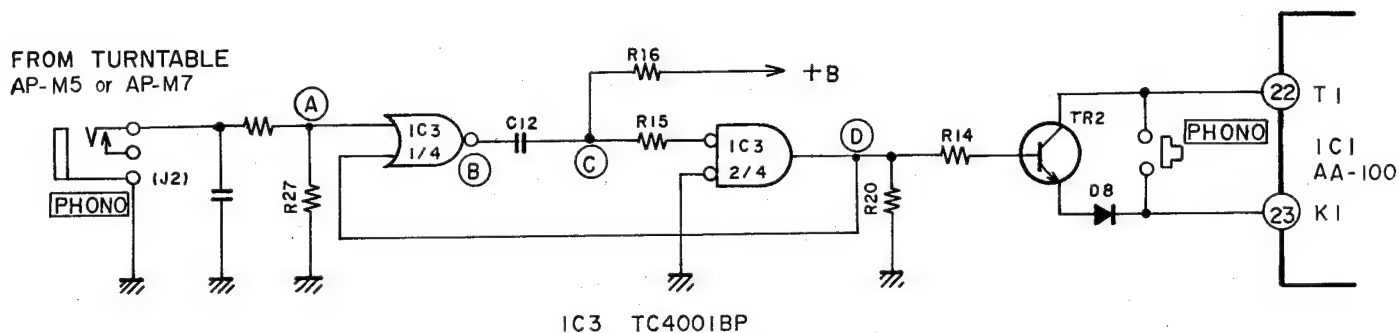 FROM TURNTABLE
AP-M5 or AP-M7
(J2)
PHONO
A
R27
IC3
1/4
B
C12
C
R16
+B
R15
IC3
2/4
D
R20
R14
TR2
D8
PHONO
22
T1
IC1
AA-100
23
K1
IC3 TC4001BP